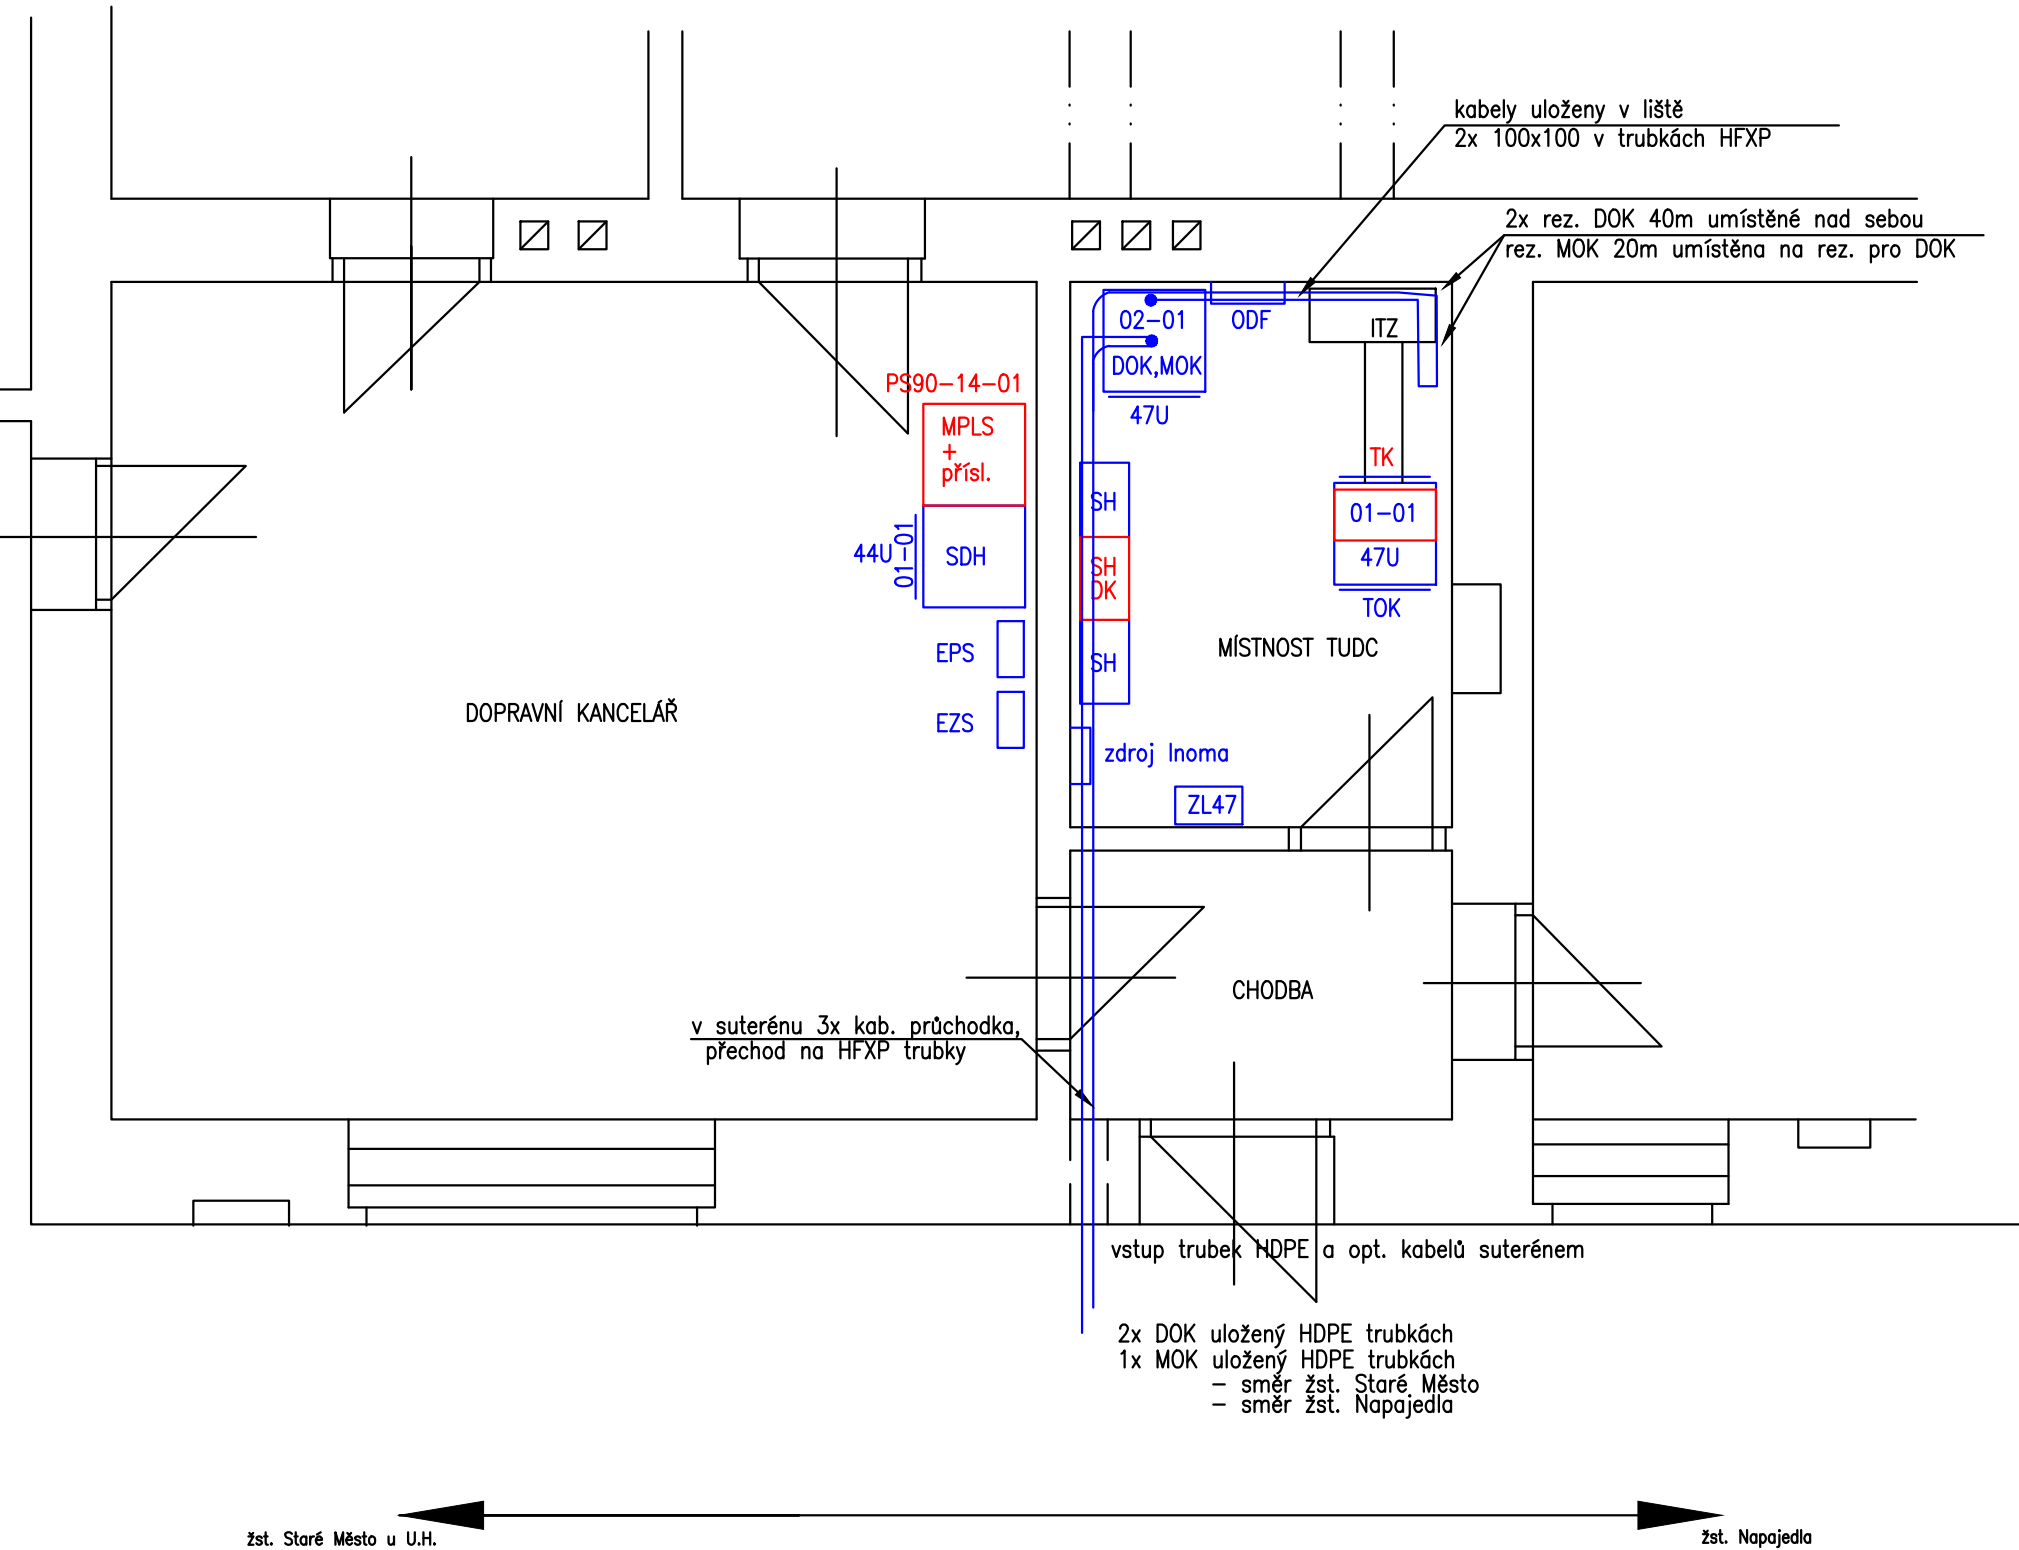 kabely uloženy v liště
2x 100x100 v trubkách HFXP
2x rez. DOK 40m umístěné nad sebou
rez. MOK 20m umístěna na rez. pro DOK
02-01
DOK,MOK
47U
ODF
ITZ
PS90-14-01
MPLS
+
přísl.
44U
01-01
SDH
EPS
EZS
SH
SH
DK
SH
TK
01-01
47U
TOK
MÍSTNOST TUDC
DOPRAVNÍ KANCELÁŘ
zdroj Inoma
ZL47
CHODBA
v suterénu 3x kab. průchodka,
přechod na HFXP trubky
vstup trubek HDPE a opt. kabelů suterénem
2x DOK uložený HDPE trubkách
1x MOK uložený HDPE trubkách
- směr žst. Staré Město
- směr žst. Napajedla
žst. Staré Město u U.H.
žst. Napajedla